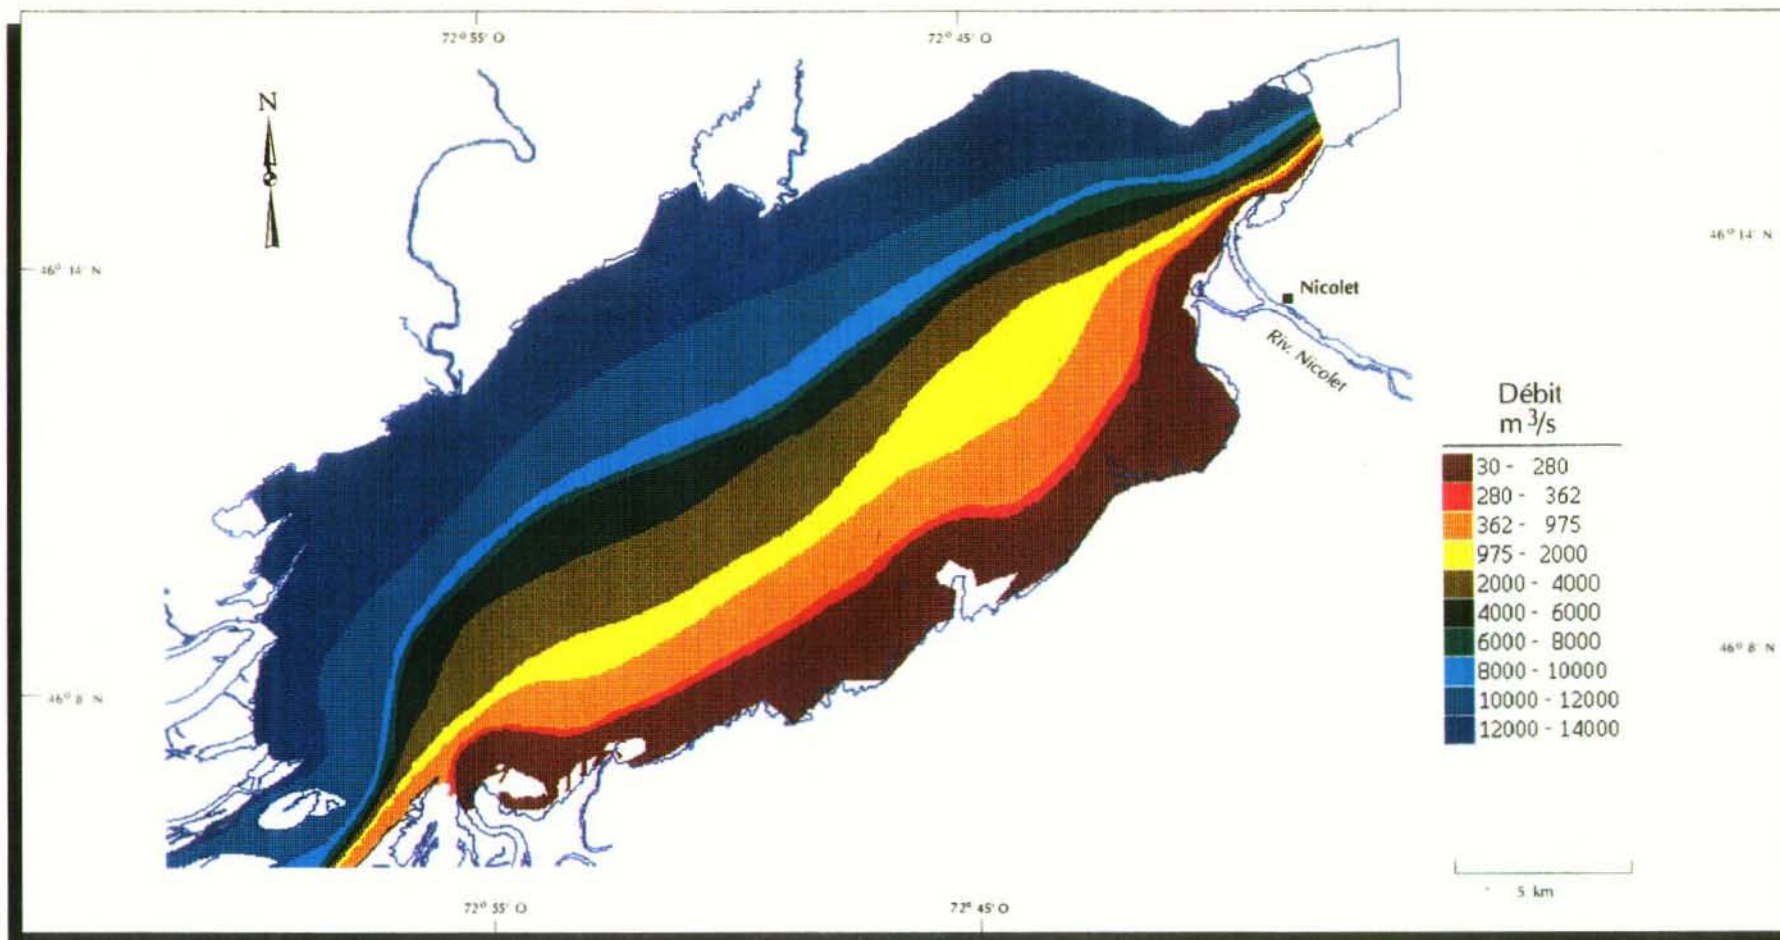 72° 55' O
72° 45' O
N
46° 14' N
46° 14' N
Nicolet
Riv. Nicolet
Débit
m³/s
30 - 280
280 - 362
362 - 975
975 - 2000
2000 - 4000
4000 - 6000
6000 - 8000
8000 - 10000
10000 - 12000
12000 - 14000
46° 8' N
46° 8' N
5 km
72° 55' O
72° 45' O